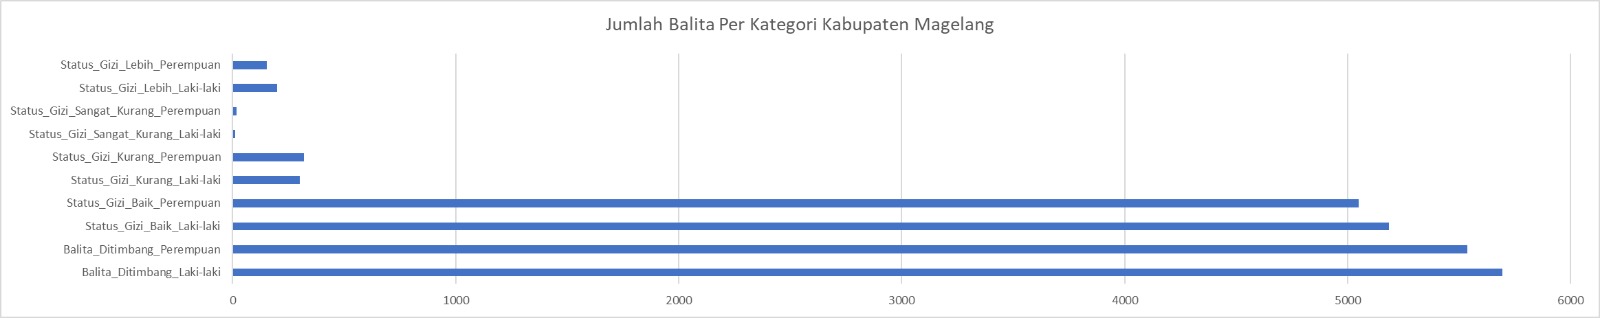 Jumlah Balita Per Kategori Kabupaten Magelang
Status_Gizi_Lebih_Perempuan
Status_Gizi_Lebih_Laki-laki
Status_Gizi_Sangat_Kurang_Perempuan
Status_Gizi_Sangat_Kurang_Laki-laki
Status_Gizi_Kurang_Perempuan
Status_Gizi_Kurang_Laki-laki
Status_Gizi_Baik_Perempuan
Status_Gizi_Baik_Laki-laki
Balita_Ditimbang_Perempuan
Balita_Ditimbang_Laki-laki
0 1000 2000 3000 4000 5000 6000